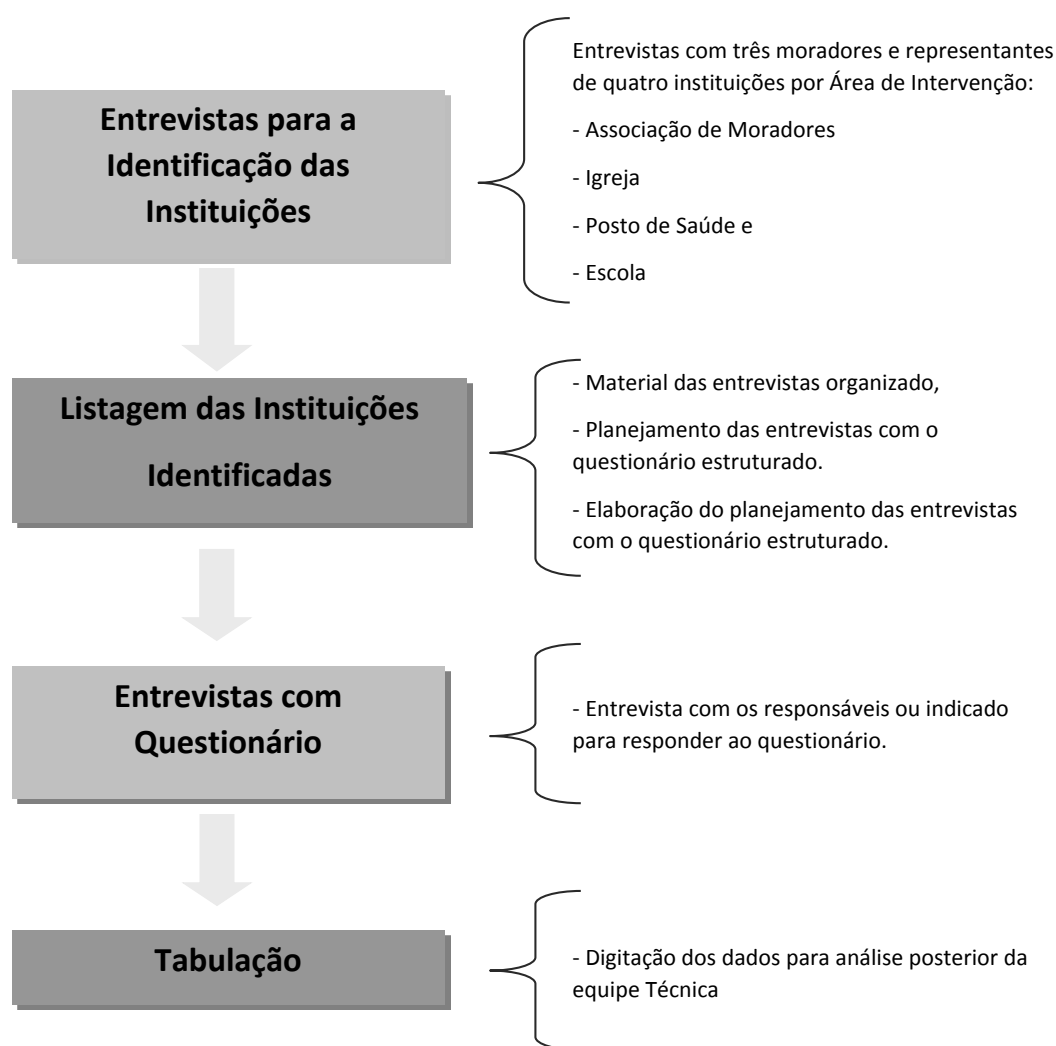 Entrevistas para a
Identificação das
Instituições
Entrevistas com três moradores e representantes
de quatro instituições por Área de Intervenção:
- Associação de Moradores
- Igreja
- Posto de Saúde e
- Escola
Listagem das Instituições
Identificadas
- Material das entrevistas organizado,
- Planejamento das entrevistas com o
questionário estruturado.
- Elaboração do planejamento das entrevistas
com o questionário estruturado.
Entrevistas com
Questionário
- Entrevista com os responsáveis ou indicado
para responder ao questionário.
Tabulação
- Digitação dos dados para análise posterior da
equipe Técnica